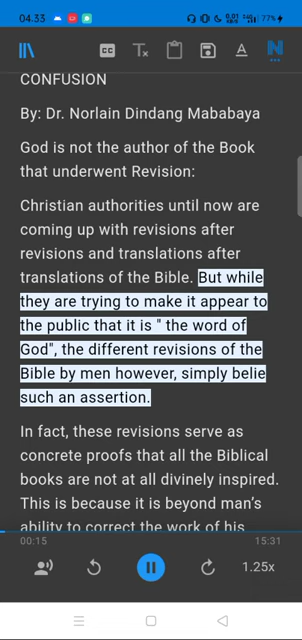 04.33
0,01
KB/S
77%
CC
CONFUSION
By: Dr. Norlain Dindang Mababaya
God is not the author of the Book
that underwent Revision:
Christian authorities until now are
coming up with revisions after
revisions and translations after
translations of the Bible. But while
they are trying to make it appear to
the public that it is " the word of
God", the different revisions of the
Bible by men however, simply belie
such an assertion.
In fact, these revisions serve as
concrete proofs that all the Biblical
books are not at all divinely inspired.
This is because it is beyond man’s
ability to correct the work of his
00:15
15:31
1.25x